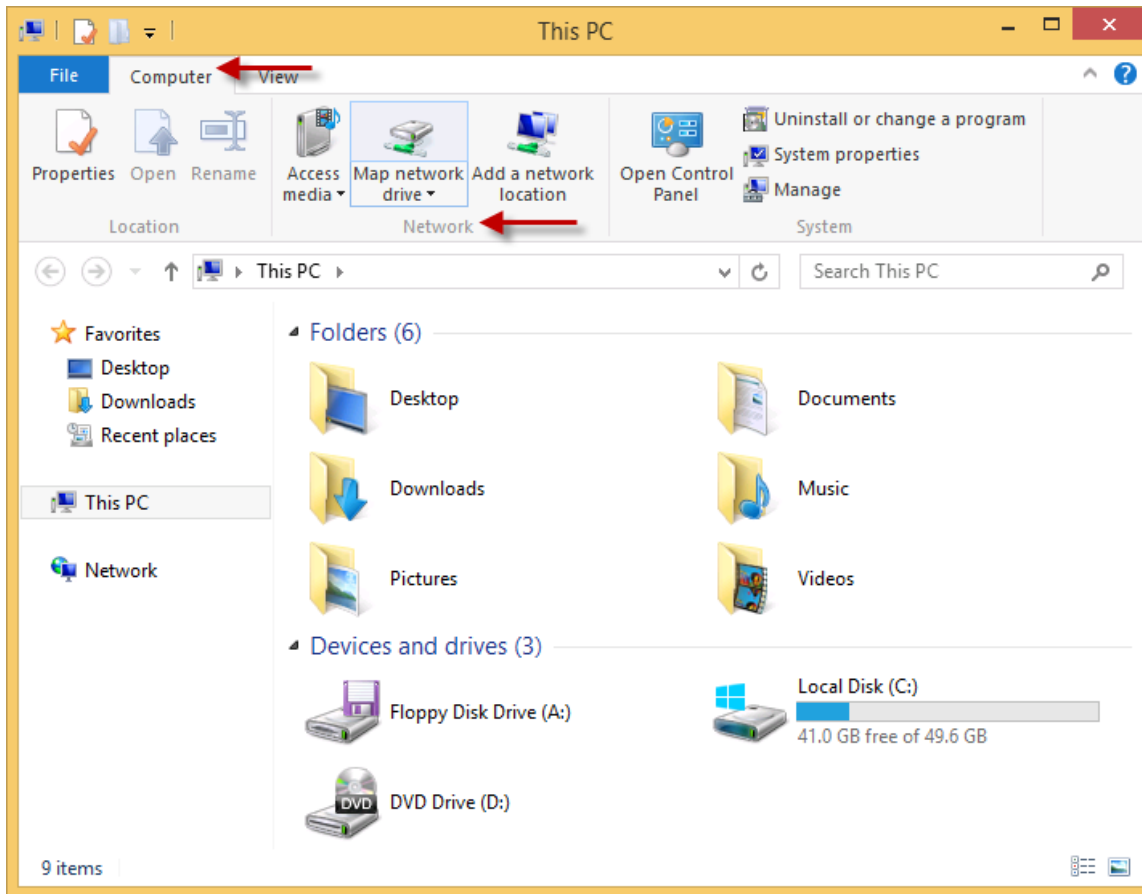 This PC
File Computer View
Properties Open Rename Access media Map network drive Add a network location Open Control Panel
Uninstall or change a program
System properties
Manage
Location Network System
This PC Search This PC
Favorites
Desktop
Downloads
Recent places
This PC
Network
Folders (6)
Desktop Documents
Downloads Music
Pictures Videos
Devices and drives (3)
Floppy Disk Drive (A:)
Local Disk (C:)
41.0 GB free of 49.6 GB
DVD
DVD Drive (D:)
9 items